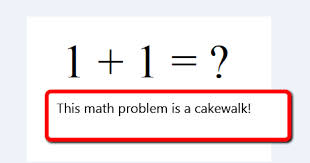 1 + 1 = ?
This math problem is a cakewalk!